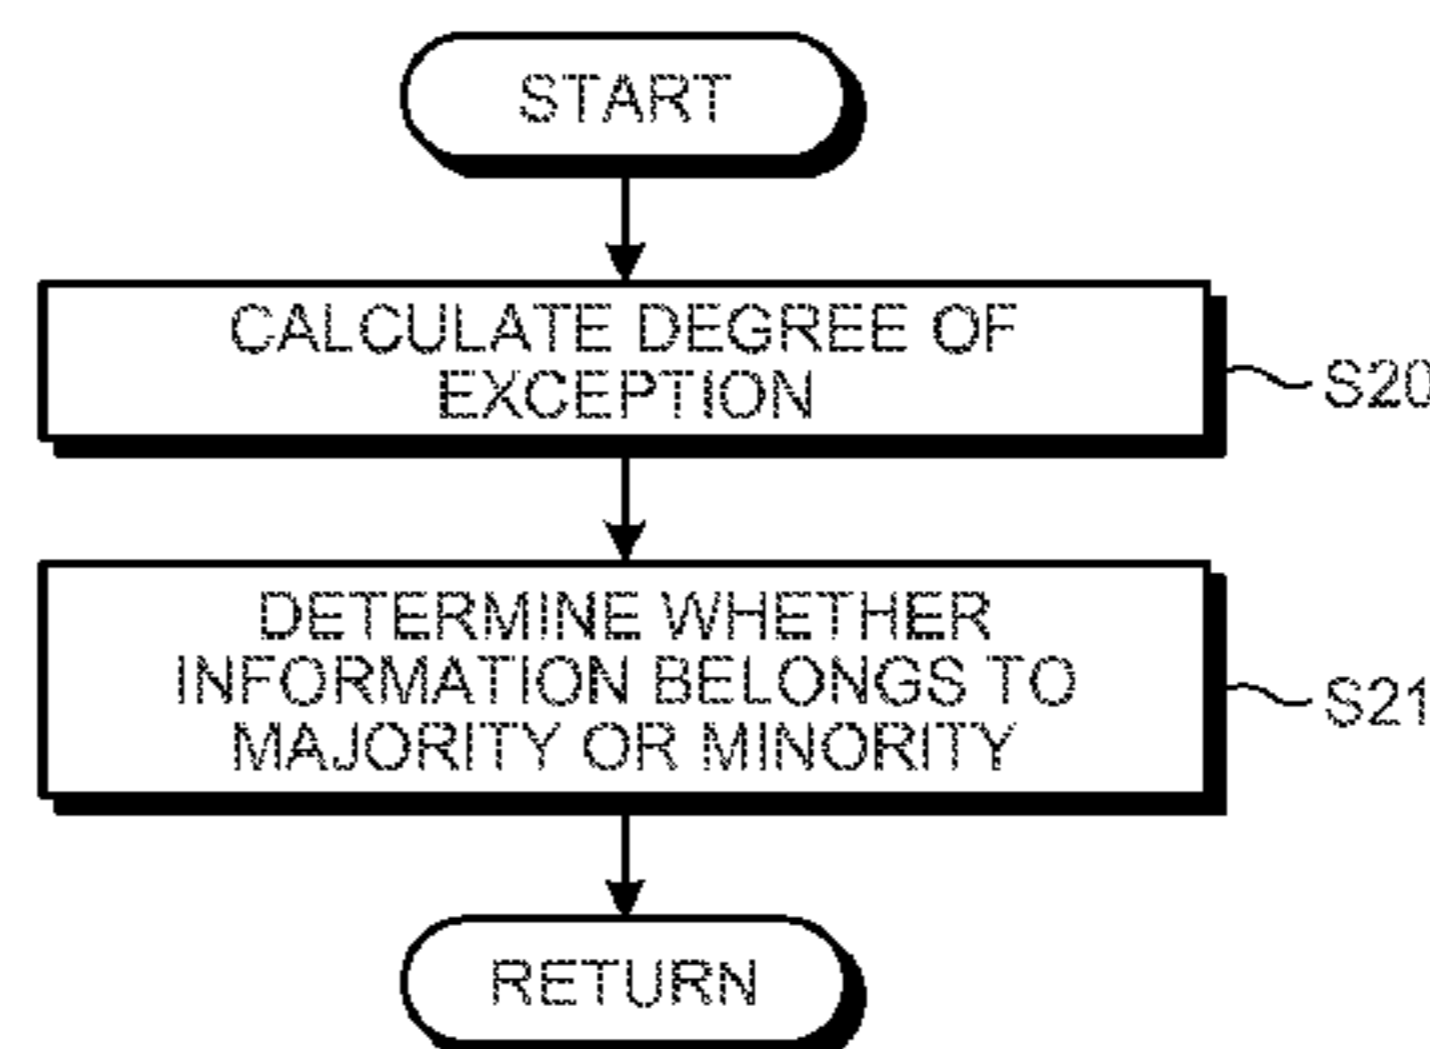 START
CALCULATE DEGREE OF
EXCEPTION
S20
DETERMINE WHETHER
INFORMATION BELONGS TO
MAJORITY OR MINORITY
S21
RETURN